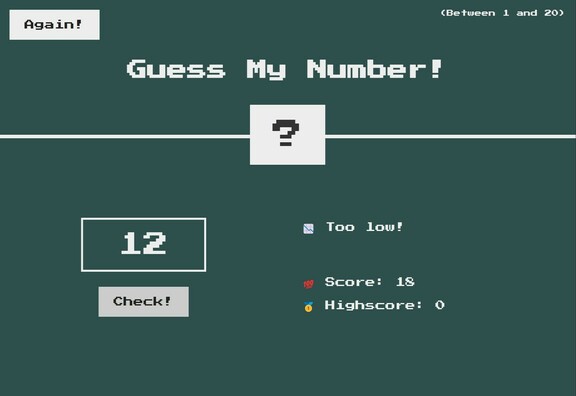 Again!
(Between 1 and 20)
Guess My Number!
?
12
Check!
Too low!
Score: 18
Highscore: 0